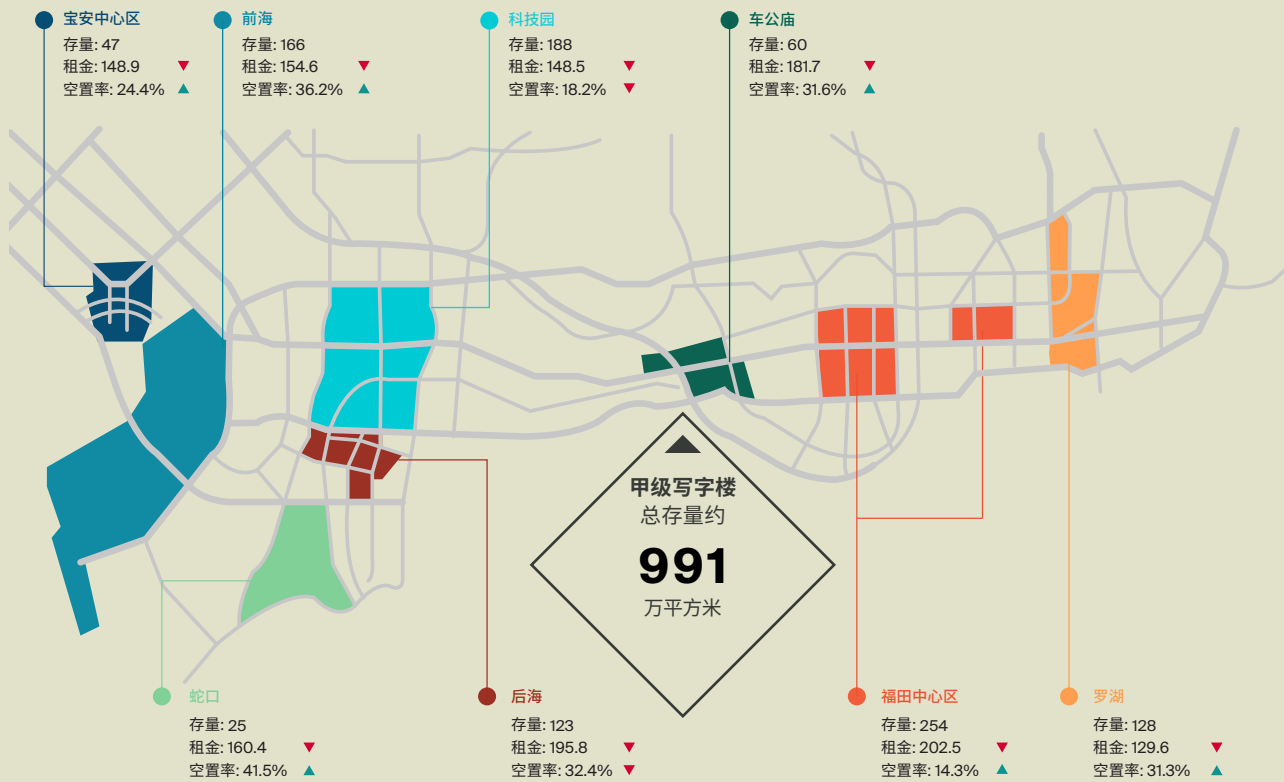 宝安中心区
存量: 47
租金: 148.9 ▼
空置率: 24.4% ▲
前海
存量: 166
租金: 154.6 ▼
空置率: 36.2% ▲
科技园
存量: 188
租金: 148.5 ▼
空置率: 18.2% ▼
车公庙
存量: 60
租金: 181.7 ▼
空置率: 31.6% ▲
甲级写字楼
总存量约
991
万平方米
蛇口
存量: 25
租金: 160.4 ▼
空置率: 41.5% ▲
后海
存量: 123
租金: 195.8 ▼
空置率: 32.4% ▼
福田中心区
存量: 254
租金: 202.5 ▼
空置率: 14.3% ▲
罗湖
存量: 128
租金: 129.6 ▼
空置率: 31.3% ▲